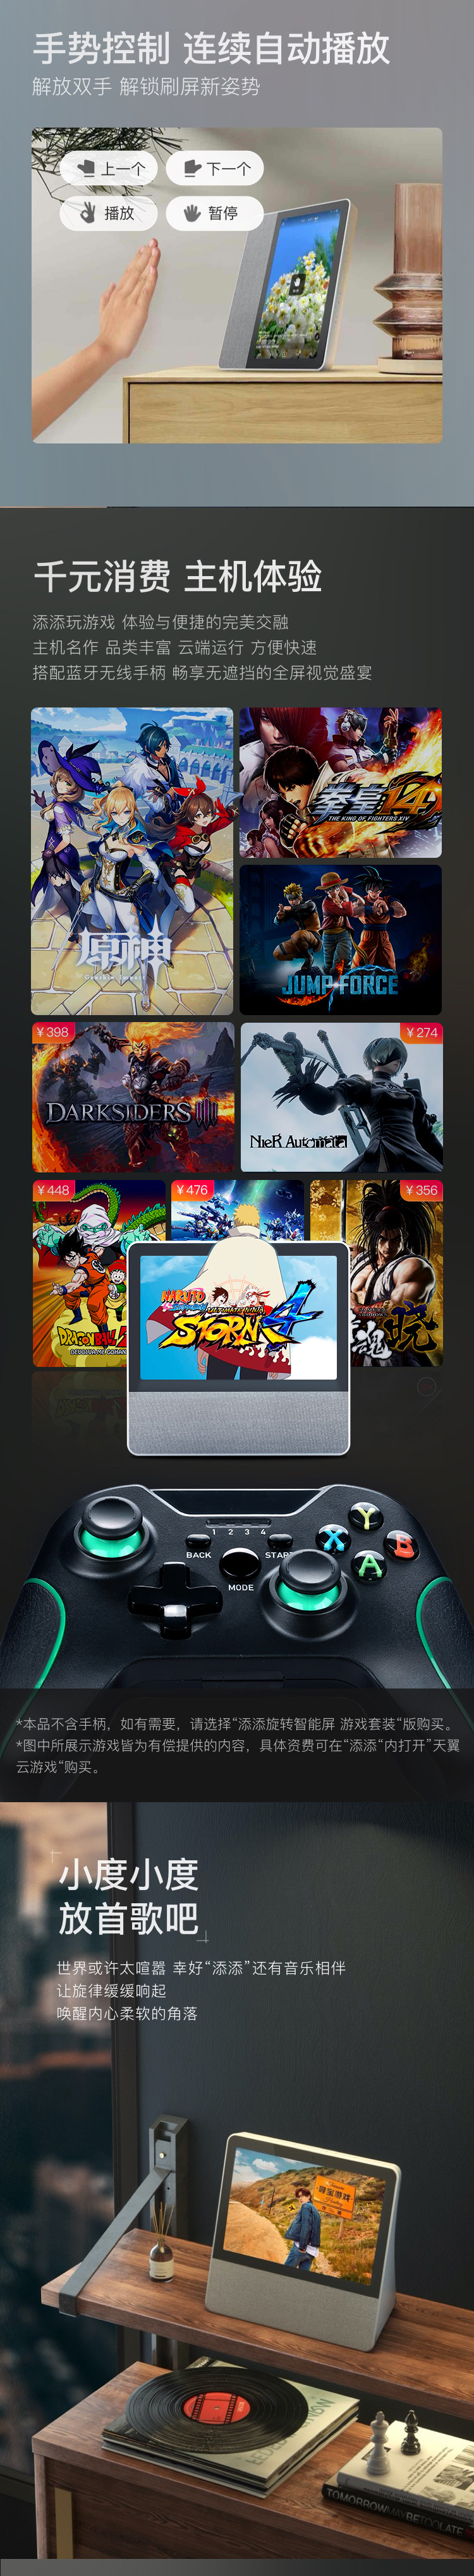 手势控制 连续自动播放
解放双手 解锁刷屏新姿势
上一个 下一个
播放 暂停
千元消费 主机体验
添添玩游戏 体验与便捷的完美交融
主机名作 品类丰富 云端运行 方便快速
搭配蓝牙无线手柄 畅享无遮挡的全屏视觉盛宴
拳皇14
THE KING OF FIGHTERS XIV
原神
Genshin Impact
JUMP FORCE
¥398
DARKSIDERS III
¥274
NieR:Automata
¥448
¥476
¥356
DRAGON BALL Z
NARUTO
ULTIMATE NINJA
STORM 4
魂 晓
1 2 3 4
BACK START
MODE
Y
X B
A
*本品不含手柄，如有需要，请选择“添添旋转智能屏 游戏套装“版购买。
*图中所展示游戏皆为有偿提供的内容，具体资费可在“添添“内打开”天翼
云游戏“购买。
小度小度
放首歌吧
世界或许太喧嚣 幸好“添添”还有音乐相伴
让旋律缓缓响起
唤醒内心柔软的角落
寻宝游戏
TOMORROWMAYBETOOLATE